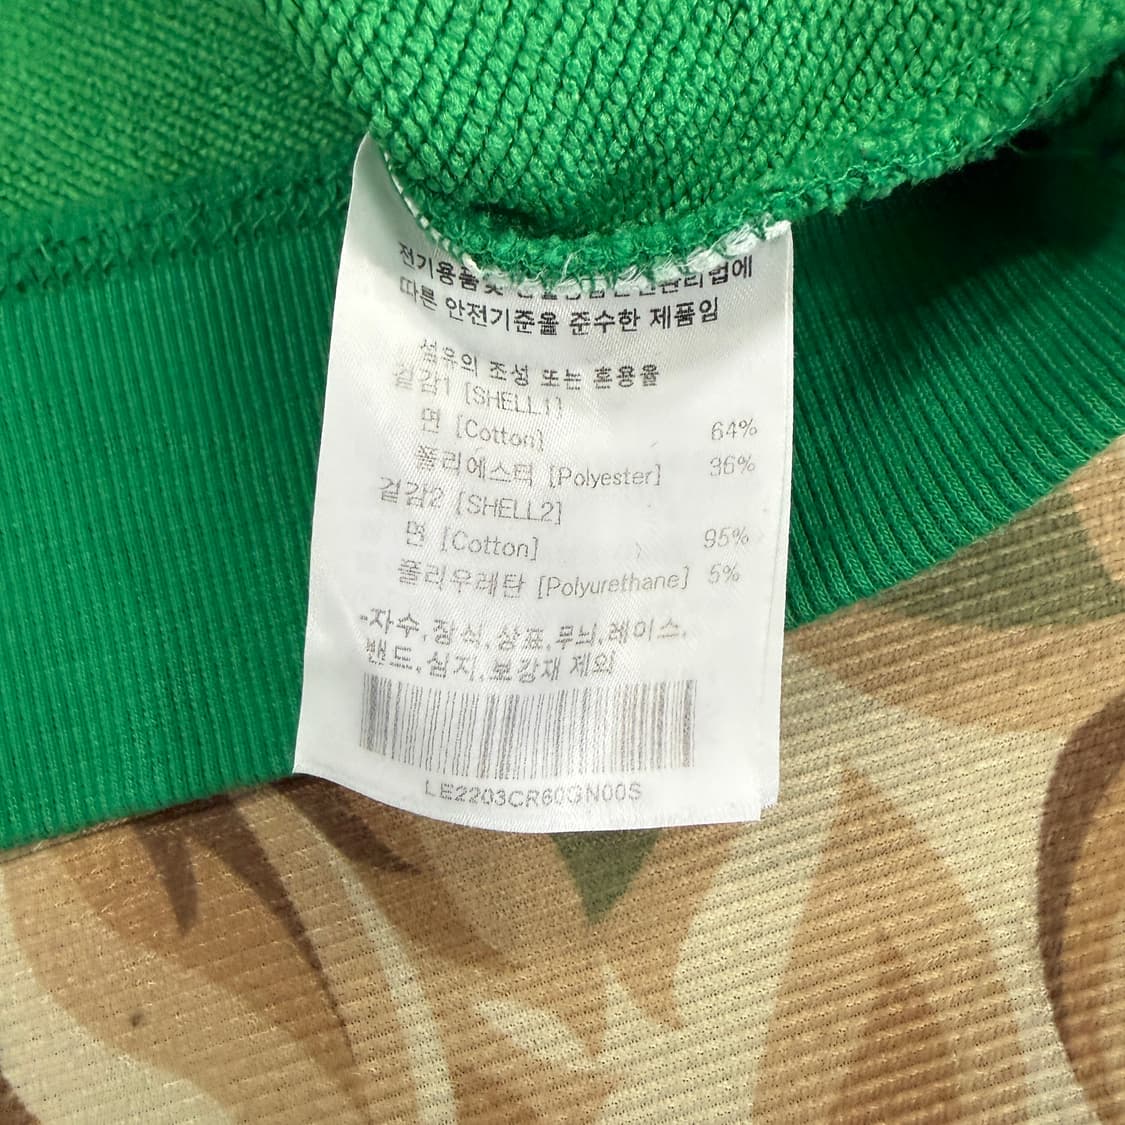 전기용품및 생활용품안전관리법에
따른 안전기준을 준수한 제품임
섬유의 조성 또는 혼용율
겉감1 [SHELL1]
면 [Cotton] 64%
폴리에스터 [Polyester] 36%
겉감2 [SHELL2]
면 [Cotton] 95%
폴리우레탄 [Polyurethane] 5%
-자수,장식,상표,무늬,레이스,
밴드,심지,보강재 제외
LE2203CR60GN00S